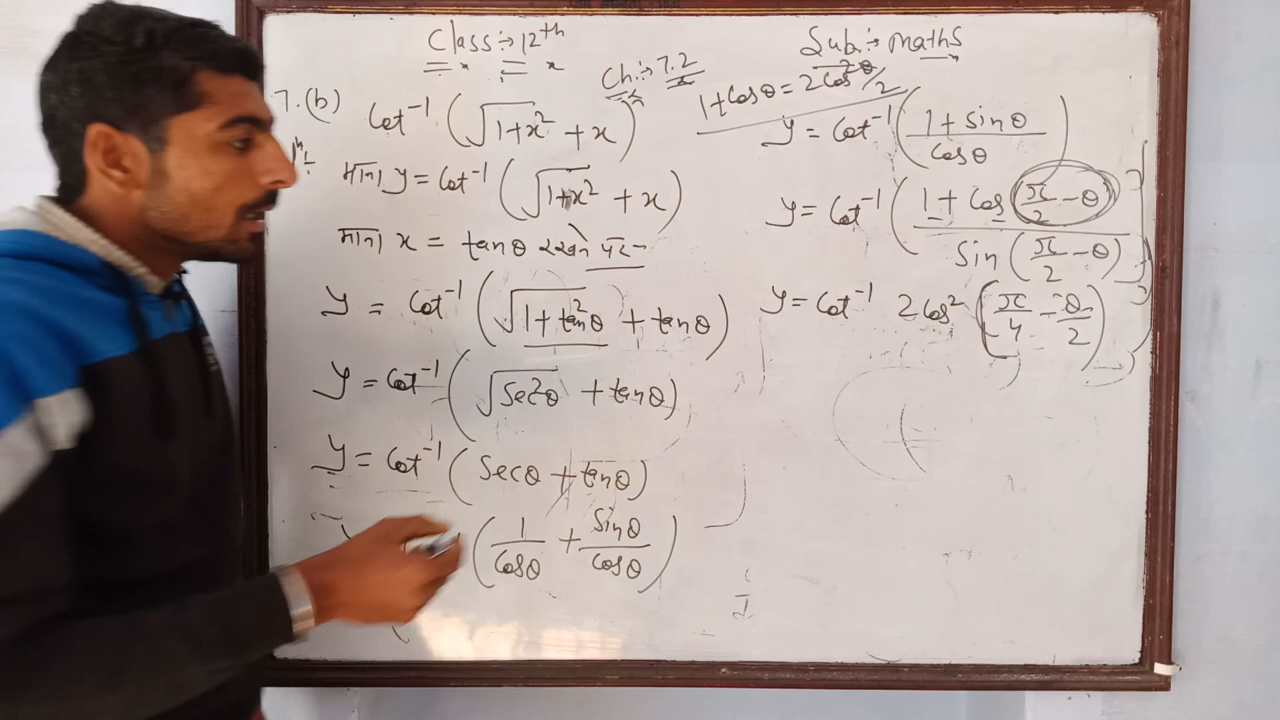 Class :→ 12th
Sub. :→ Maths
Ch. :→ 7.2
1+cosθ = 2cos²θ/2
7.(b) Cot⁻¹ (√1+x² + x)
माना y = Cot⁻¹ (√1+x² + x)
माना x = tanθ रखने पर -
y = Cot⁻¹ (√1+tan²θ + tanθ)
y = Cot⁻¹ (√Sec²θ + tanθ)
y = Cot⁻¹ (Secθ + tanθ)
(1/Cosθ + Sinθ/Cosθ)
y = Cot⁻¹ (1+sinθ/Cosθ)
y = Cot⁻¹ (1+Cos(π/2-θ)/Sin(π/2-θ))
y = Cot⁻¹ 2Cos² (π/4-θ/2)